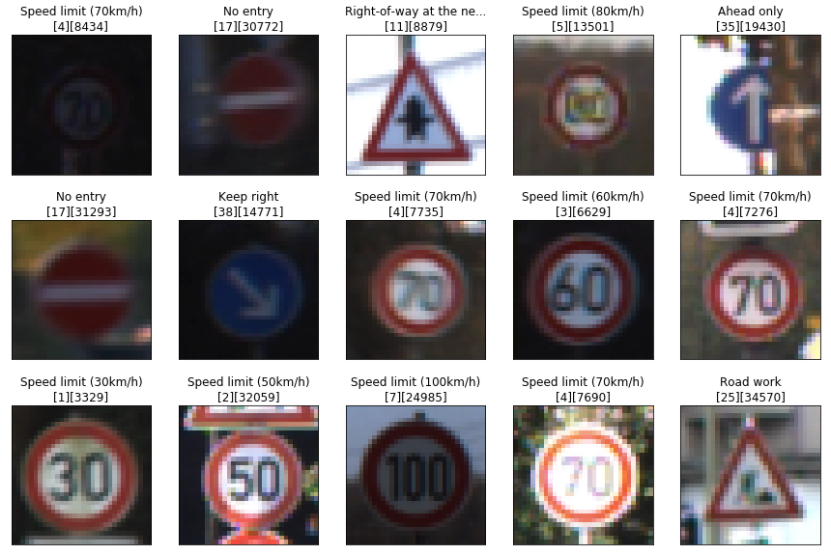 Speed limit (70km/h)
[4][8434]
No entry
[17][30772]
Right-of-way at the ne...
[11][8879]
Speed limit (80km/h)
[5][13501]
Ahead only
[35][19430]
70
No entry
[17][31293]
Keep right
[38][14771]
Speed limit (70km/h)
[4][7735]
Speed limit (60km/h)
[3][6629]
Speed limit (70km/h)
[4][7276]
70
60
70
Speed limit (30km/h)
[1][3329]
Speed limit (50km/h)
[2][32059]
Speed limit (100km/h)
[7][24985]
Speed limit (70km/h)
[4][7690]
Road work
[25][34570]
30
50
100
70